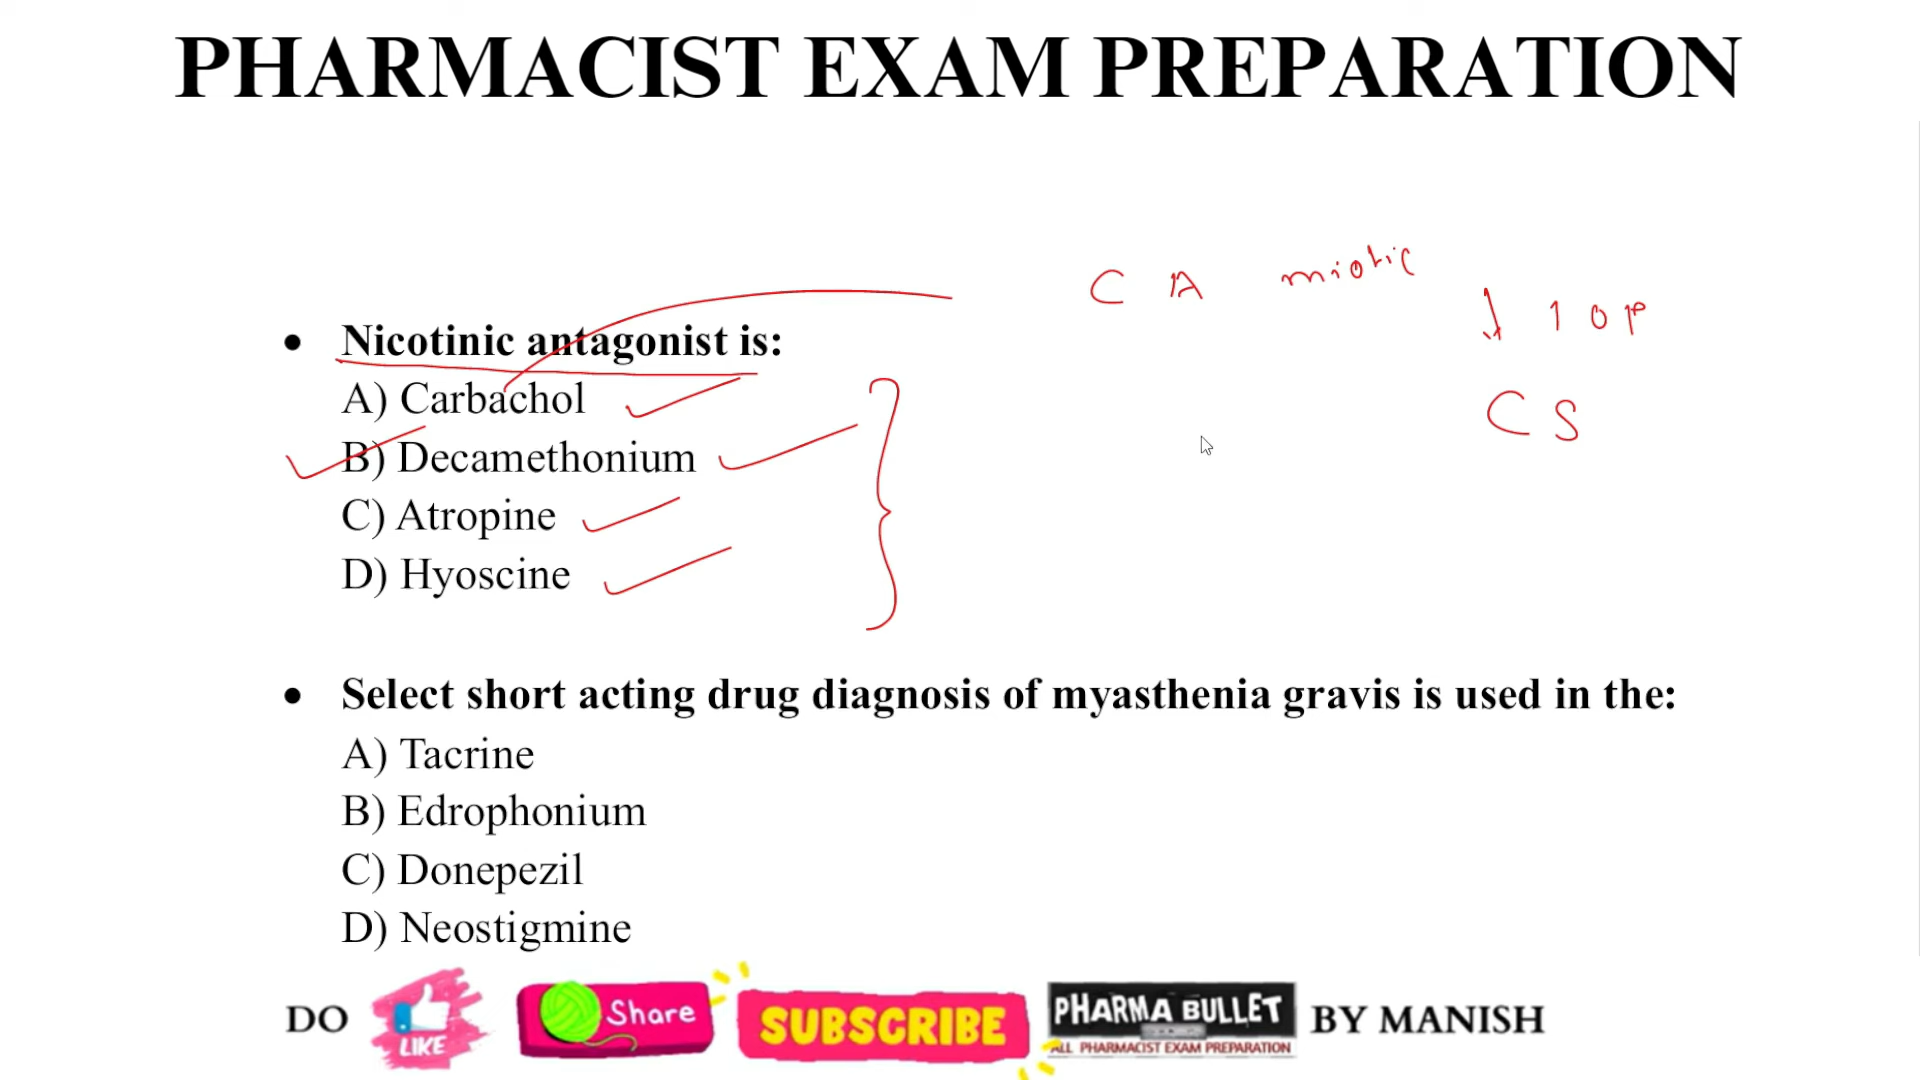 PHARMACIST EXAM PREPARATION
C A miotic
↓ IOP
CS
• Nicotinic antagonist is:
A) Carbachol
B) Decamethonium
C) Atropine
D) Hyoscine
• Select short acting drug diagnosis of myasthenia gravis is used in the:
A) Tacrine
B) Edrophonium
C) Donepezil
D) Neostigmine
DO LIKE Share SUBSCRIBE PHARMA BULLET BY MANISH
ALL PHARMACIST EXAM PREPARATION